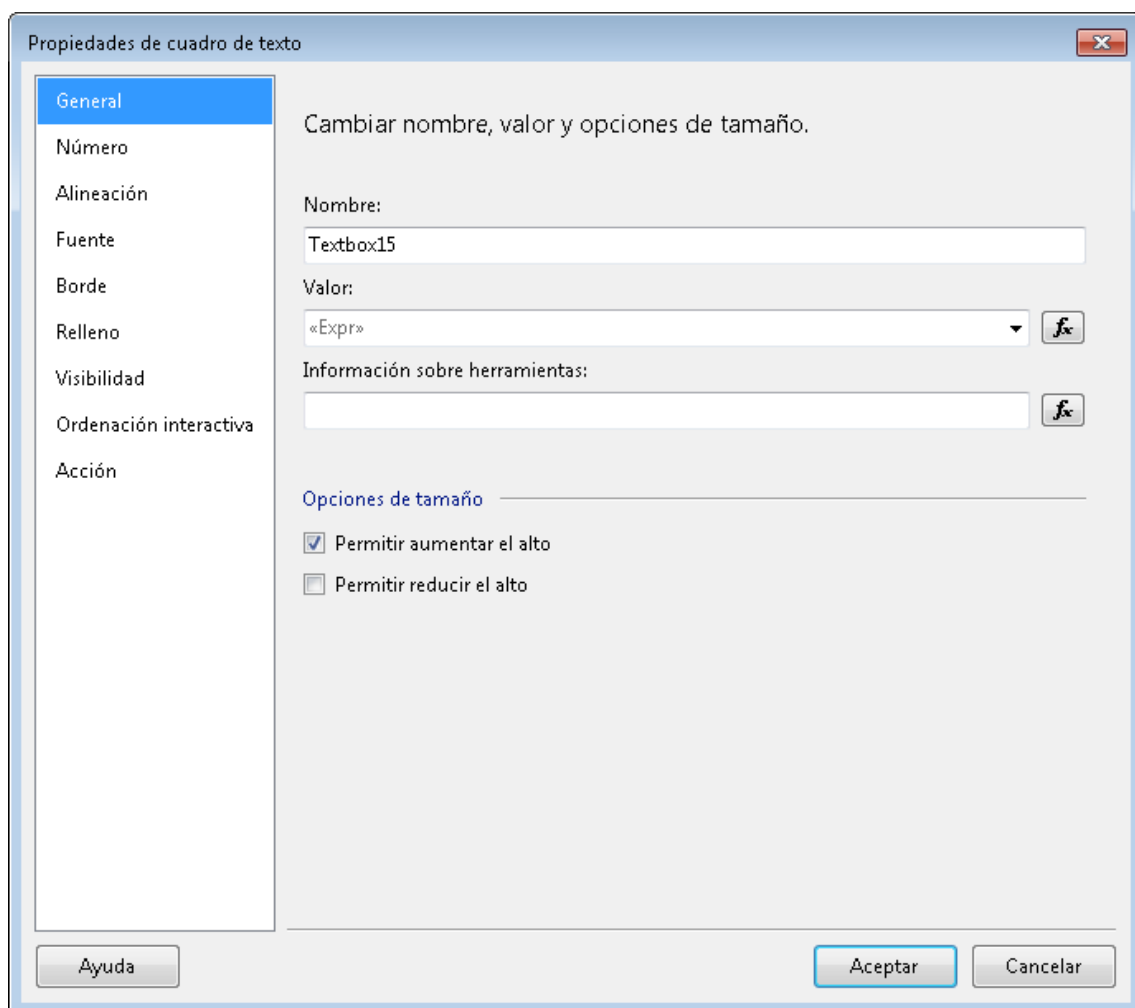 Propiedades de cuadro de texto
General
Número
Alineación
Fuente
Borde
Relleno
Visibilidad
Ordenación interactiva
Acción
Cambiar nombre, valor y opciones de tamaño.
Nombre:
Textbox15
Valor:
«Expr»
fx
Información sobre herramientas:
fx
Opciones de tamaño
Permitir aumentar el alto
Permitir reducir el alto
Ayuda
Aceptar
Cancelar